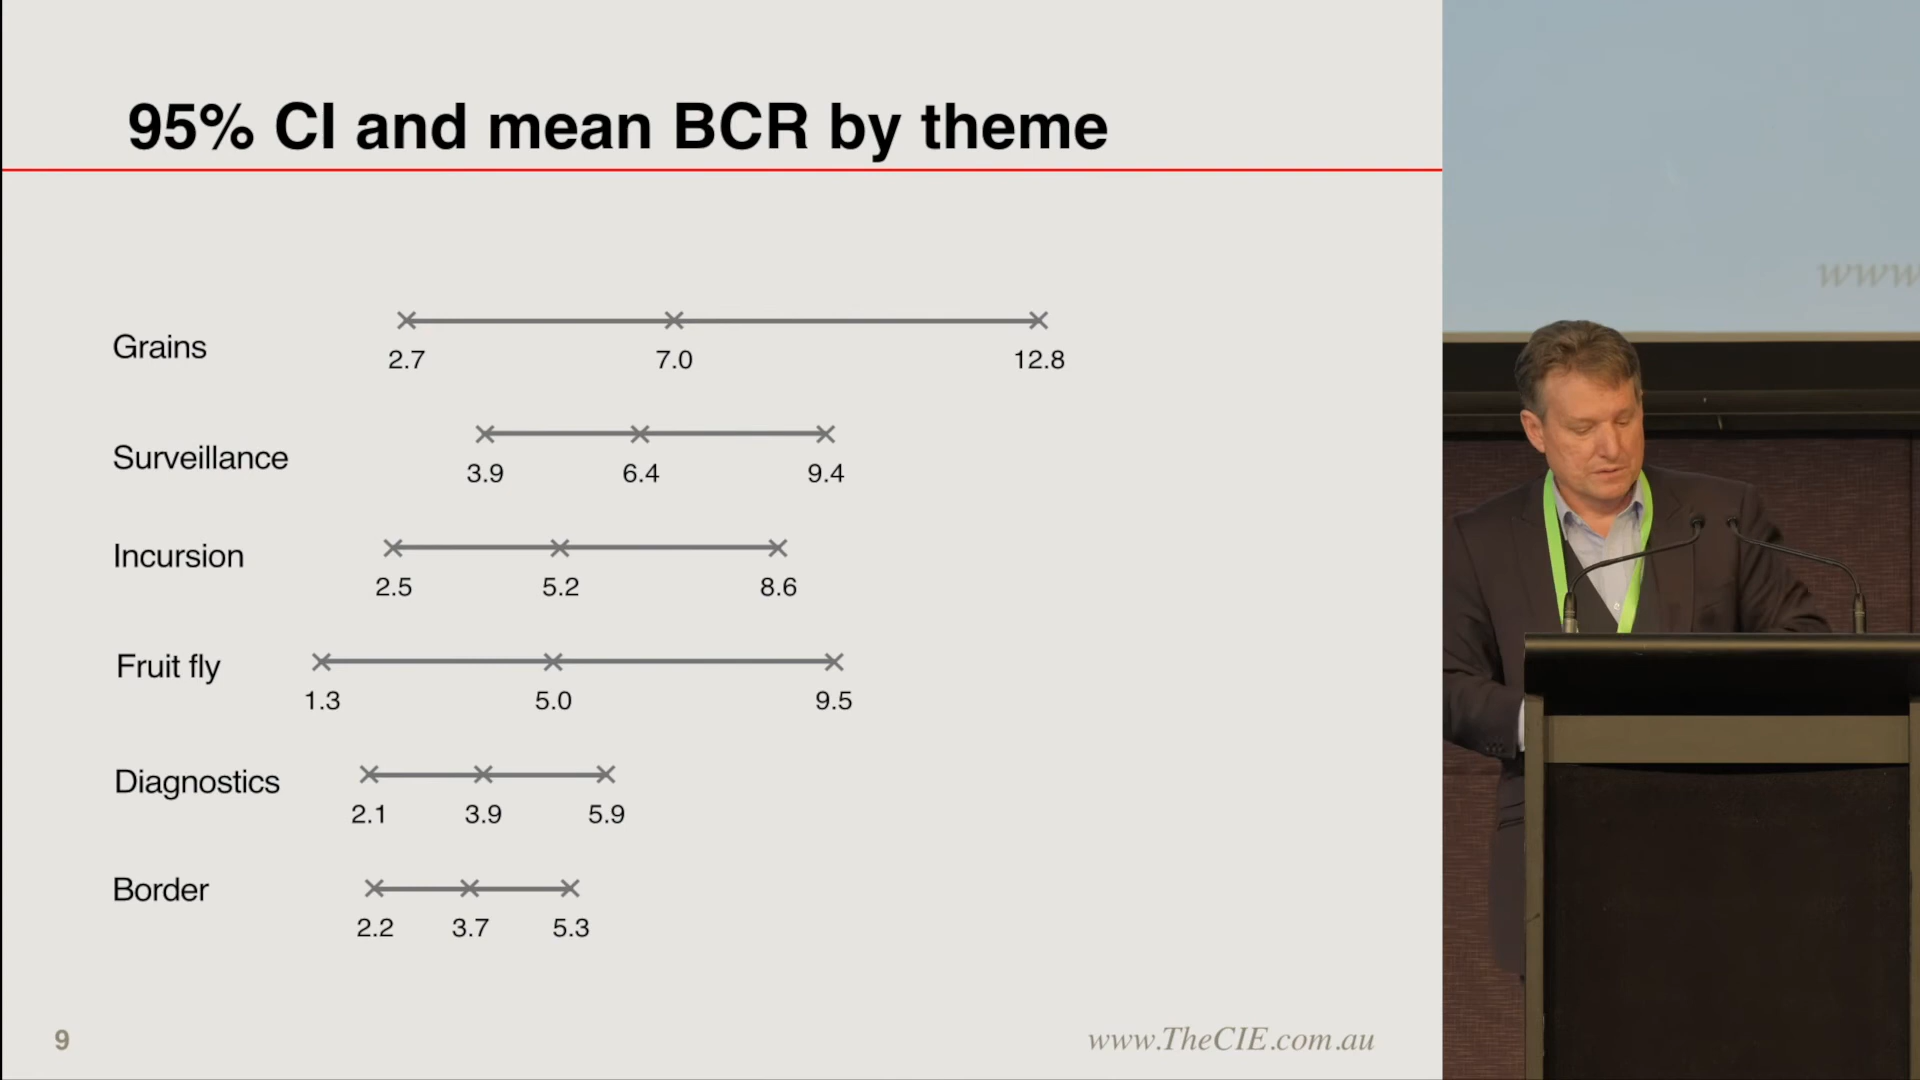 95% CI and mean BCR by theme
Grains
2.7 7.0 12.8
Surveillance
3.9 6.4 9.4
Incursion
2.5 5.2 8.6
Fruit fly
1.3 5.0 9.5
Diagnostics
2.1 3.9 5.9
Border
2.2 3.7 5.3
9
www.TheCIE.com.au
www